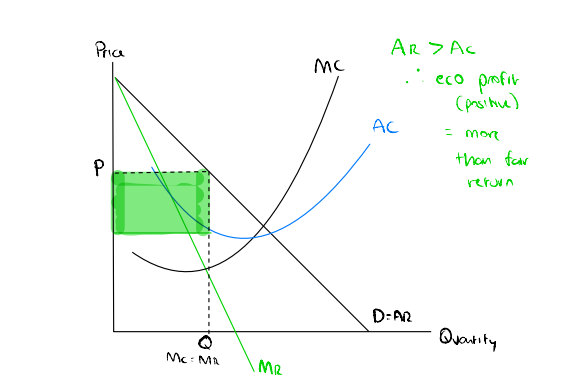 Price
MC
AC
P
D=AR
Quantity
Q
MC=MR
MR
AR > AC
∴ eco profit
(positive)
= more
than fair
return